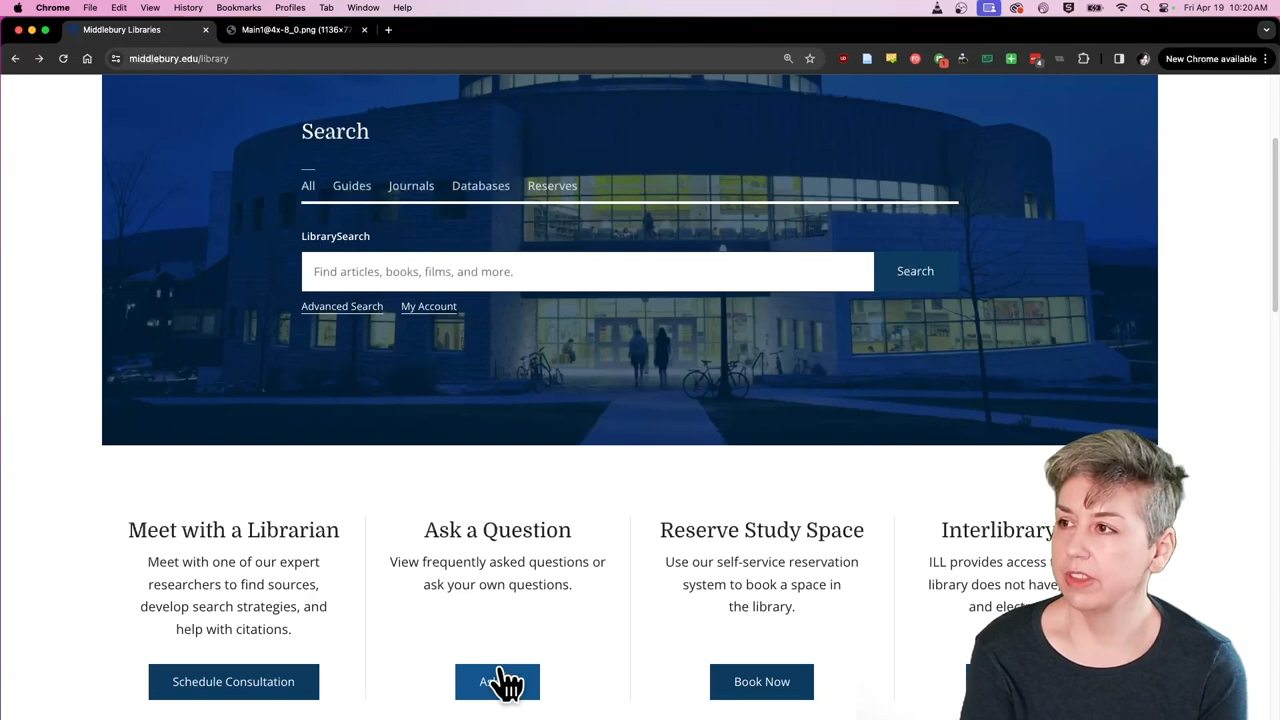 Chrome File Edit View History Bookmarks Profiles Tab Window Help Fri Apr 19 10:20 AM
Middlebury Libraries Main1@4x-8_0.png (1136×77
middlebury.edu/library New Chrome available
Search
All Guides Journals Databases Reserves
LibrarySearch
Find articles, books, films, and more. Search
Advanced Search My Account
Meet with a Librarian
Meet with one of our expert
researchers to find sources,
develop search strategies, and
help with citations.
Schedule Consultation
Ask a Question
View frequently asked questions or
ask your own questions.
Reserve Study Space
Use our self-service reservation
system to book a space in
the library.
Book Now
Interlibrary
ILL provides access
library does not have,
and